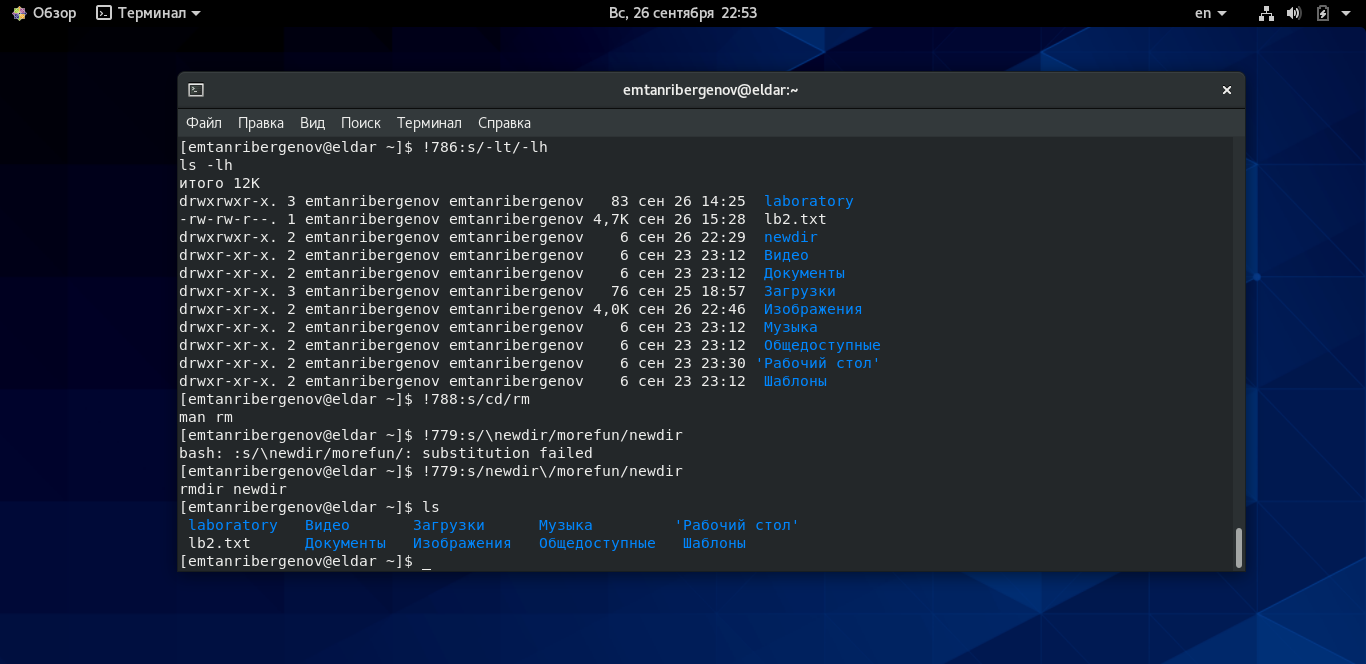 Обзор Терминал Вс, 26 сентября 22:53 en
emtanribergenov@eldar:~
Файл Правка Вид Поиск Терминал Справка
[emtanribergenov@eldar ~]$ !786:s/-lt/-lh
ls -lh
итого 12K
drwxrwxr-x. 3 emtanribergenov emtanribergenov   83 сен 26 14:25  laboratory
-rw-rw-r--. 1 emtanribergenov emtanribergenov 4,7K сен 26 15:28  lb2.txt
drwxrwxr-x. 2 emtanribergenov emtanribergenov    6 сен 26 22:29  newdir
drwxr-xr-x. 2 emtanribergenov emtanribergenov    6 сен 23 23:12  Видео
drwxr-xr-x. 2 emtanribergenov emtanribergenov    6 сен 23 23:12  Документы
drwxr-xr-x. 3 emtanribergenov emtanribergenov   76 сен 25 18:57  Загрузки
drwxr-xr-x. 2 emtanribergenov emtanribergenov 4,0K сен 26 22:46  Изображения
drwxr-xr-x. 2 emtanribergenov emtanribergenov    6 сен 23 23:12  Музыка
drwxr-xr-x. 2 emtanribergenov emtanribergenov    6 сен 23 23:12  Общедоступные
drwxr-xr-x. 2 emtanribergenov emtanribergenov    6 сен 23 23:30 'Рабочий стол'
drwxr-xr-x. 2 emtanribergenov emtanribergenov    6 сен 23 23:12  Шаблоны
[emtanribergenov@eldar ~]$ !788:s/cd/rm
man rm
[emtanribergenov@eldar ~]$ !779:s/\newdir/morefun/newdir
bash: :s/\newdir/morefun/: substitution failed
[emtanribergenov@eldar ~]$ !779:s/newdir\/morefun/newdir
rmdir newdir
[emtanribergenov@eldar ~]$ ls
 laboratory   Видео       Загрузки      Музыка         'Рабочий стол'
 lb2.txt      Документы   Изображения   Общедоступные   Шаблоны
[emtanribergenov@eldar ~]$ _